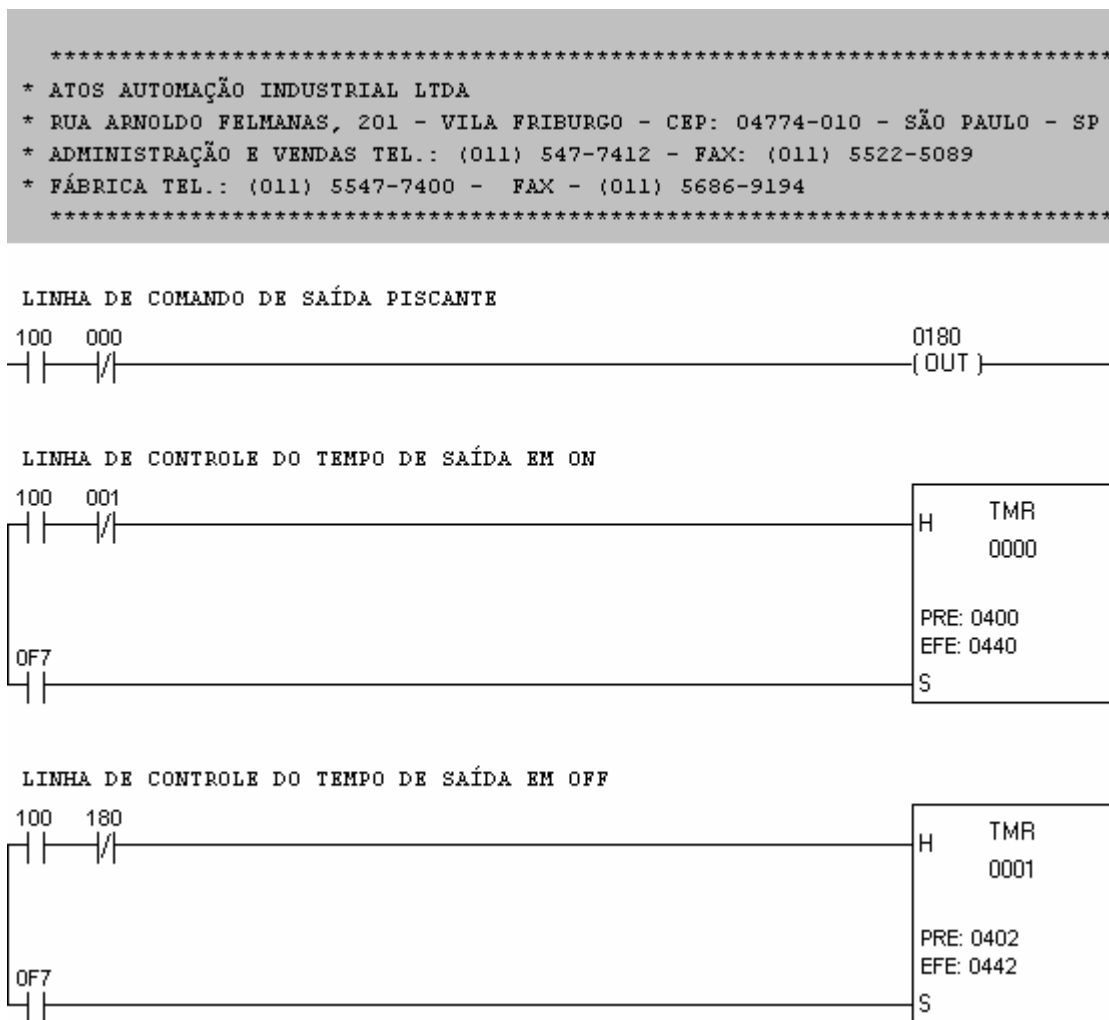 ****************************************************************************
* ATOS AUTOMAÇÃO INDUSTRIAL LTDA
* RUA ARNOLDO FELMANAS, 201 - VILA FRIBURGO - CEP: 04774-010 - SÃO PAULO - SP
* ADMINISTRAÇÃO E VENDAS TEL.: (011) 547-7412 - FAX: (011) 5522-5089
* FÁBRICA TEL.: (011) 5547-7400 - FAX - (011) 5686-9194
****************************************************************************
LINHA DE COMANDO DE SAÍDA PISCANTE
100 000 0180
( OUT )
LINHA DE CONTROLE DO TEMPO DE SAÍDA EM ON
100 001
H TMR
0000
PRE: 0400
EFE: 0440
0F7
S
LINHA DE CONTROLE DO TEMPO DE SAÍDA EM OFF
100 180
H TMR
0001
PRE: 0402
EFE: 0442
0F7
S